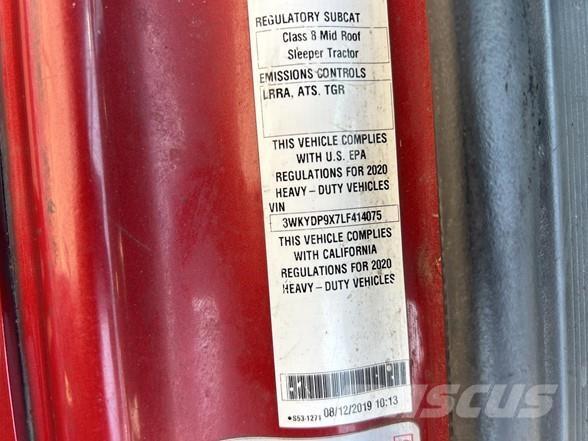 REGULATORY SUBCAT
Class 8 Mid Roof
Sleeper Tractor
EMISSIONS CONTROLS
LRRA, ATS. TGR
THIS VEHICLE COMPLIES
WITH U.S. EPA
REGULATIONS FOR 2020
HEAVY - DUTY VEHICLES
VIN
3WKYDP9X7LF414075
THIS VEHICLE COMPLIES
WITH CALIFORNIA
REGULATIONS FOR 2020
HEAVY - DUTY VEHICLES
S53-1271 08/12/2019 10:13
Mascus